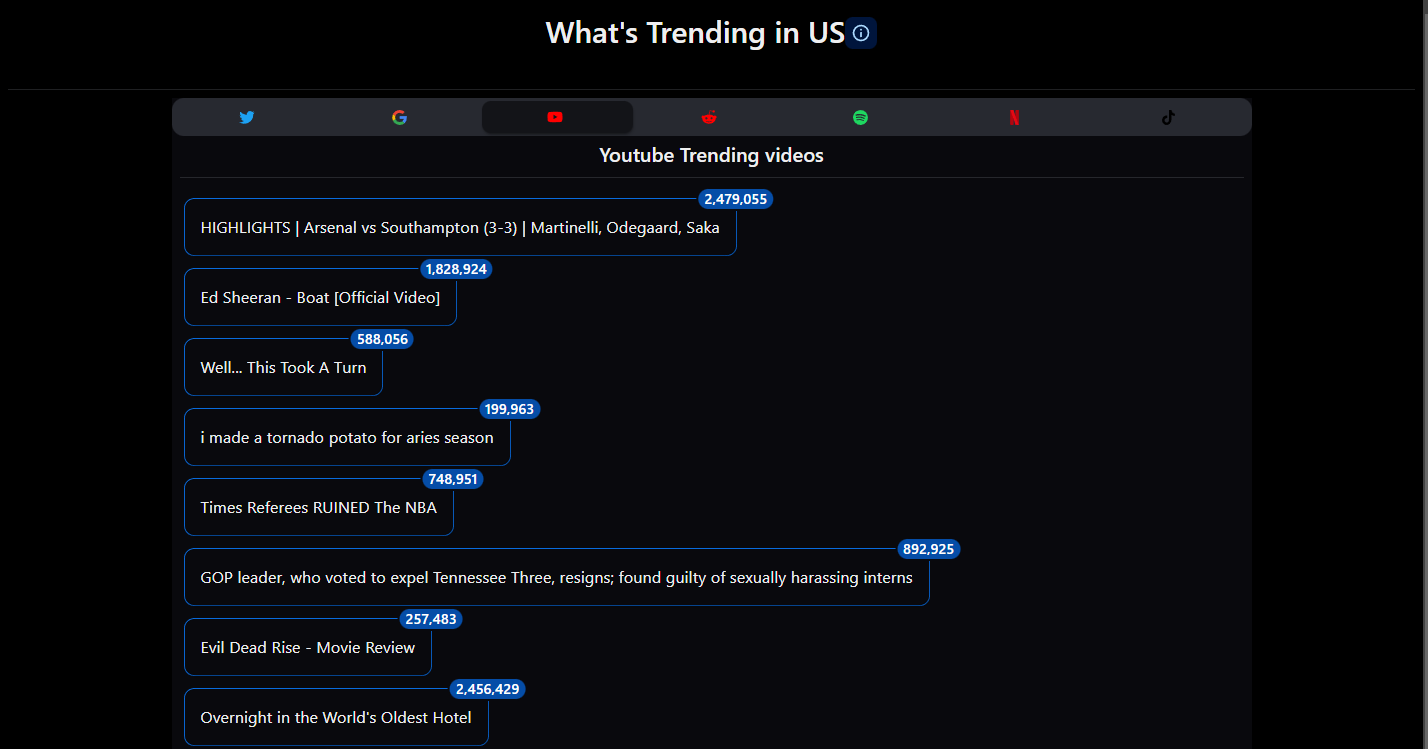 What's Trending in US
Youtube Trending videos
2,479,055
HIGHLIGHTS | Arsenal vs Southampton (3-3) | Martinelli, Odegaard, Saka
1,828,924
Ed Sheeran - Boat [Official Video]
588,056
Well... This Took A Turn
199,963
i made a tornado potato for aries season
748,951
Times Referees RUINED The NBA
892,925
GOP leader, who voted to expel Tennessee Three, resigns; found guilty of sexually harassing interns
257,483
Evil Dead Rise - Movie Review
2,456,429
Overnight in the World's Oldest Hotel